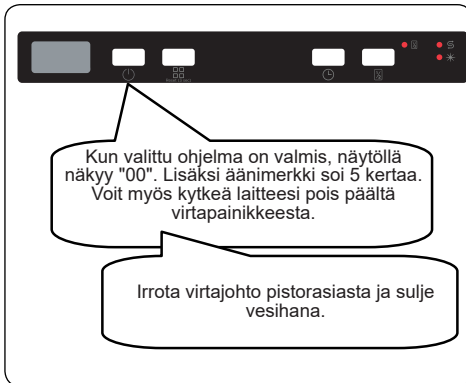 Kun valittu ohjelma on valmis, näytöllä
näkyy "00". Lisäksi äänimerkki soi 5 kertaa.
Voit myös kytkeä laitteesi pois päältä
virtapainikkeesta.
Irrota virtajohto pistorasiasta ja sulje
vesihana.